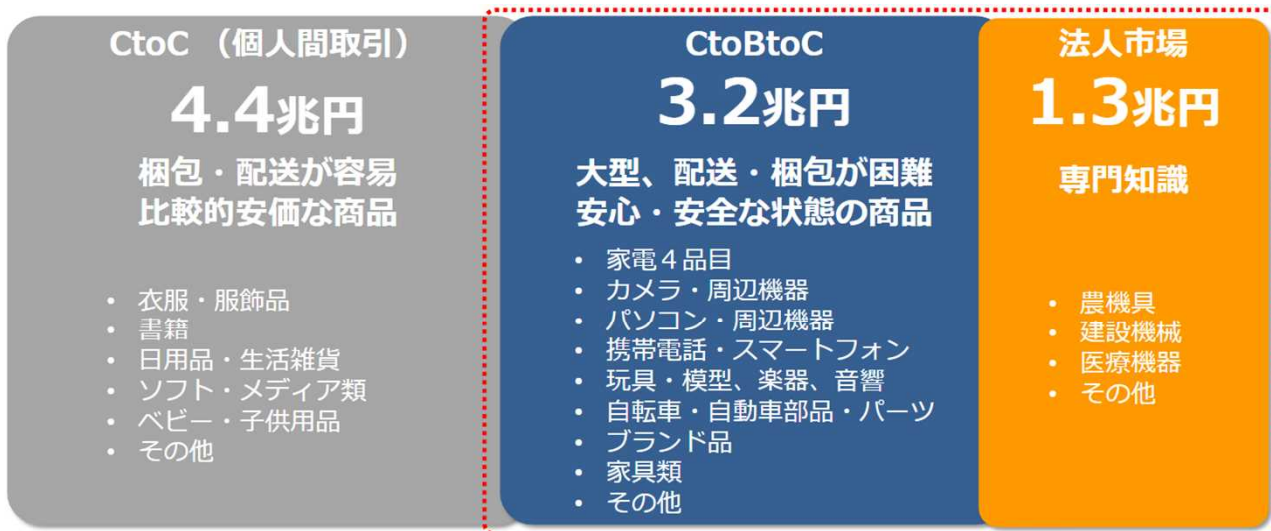 CtoC （個人間取引）
4.4兆円
梱包・配送が容易
比較的安価な商品
• 衣服・服飾品
• 書籍
• 日用品・生活雑貨
• ソフト・メディア類
• ベビー・子供用品
• その他
CtoBtoC
3.2兆円
大型、配送・梱包が困難
安心・安全な状態の商品
• 家電４品目
• カメラ・周辺機器
• パソコン・周辺機器
• 携帯電話・スマートフォン
• 玩具・模型、楽器、音響
• 自転車・自動車部品・パーツ
• ブランド品
• 家具類
• その他
法人市場
1.3兆円
専門知識
• 農機具
• 建設機械
• 医療機器
• その他